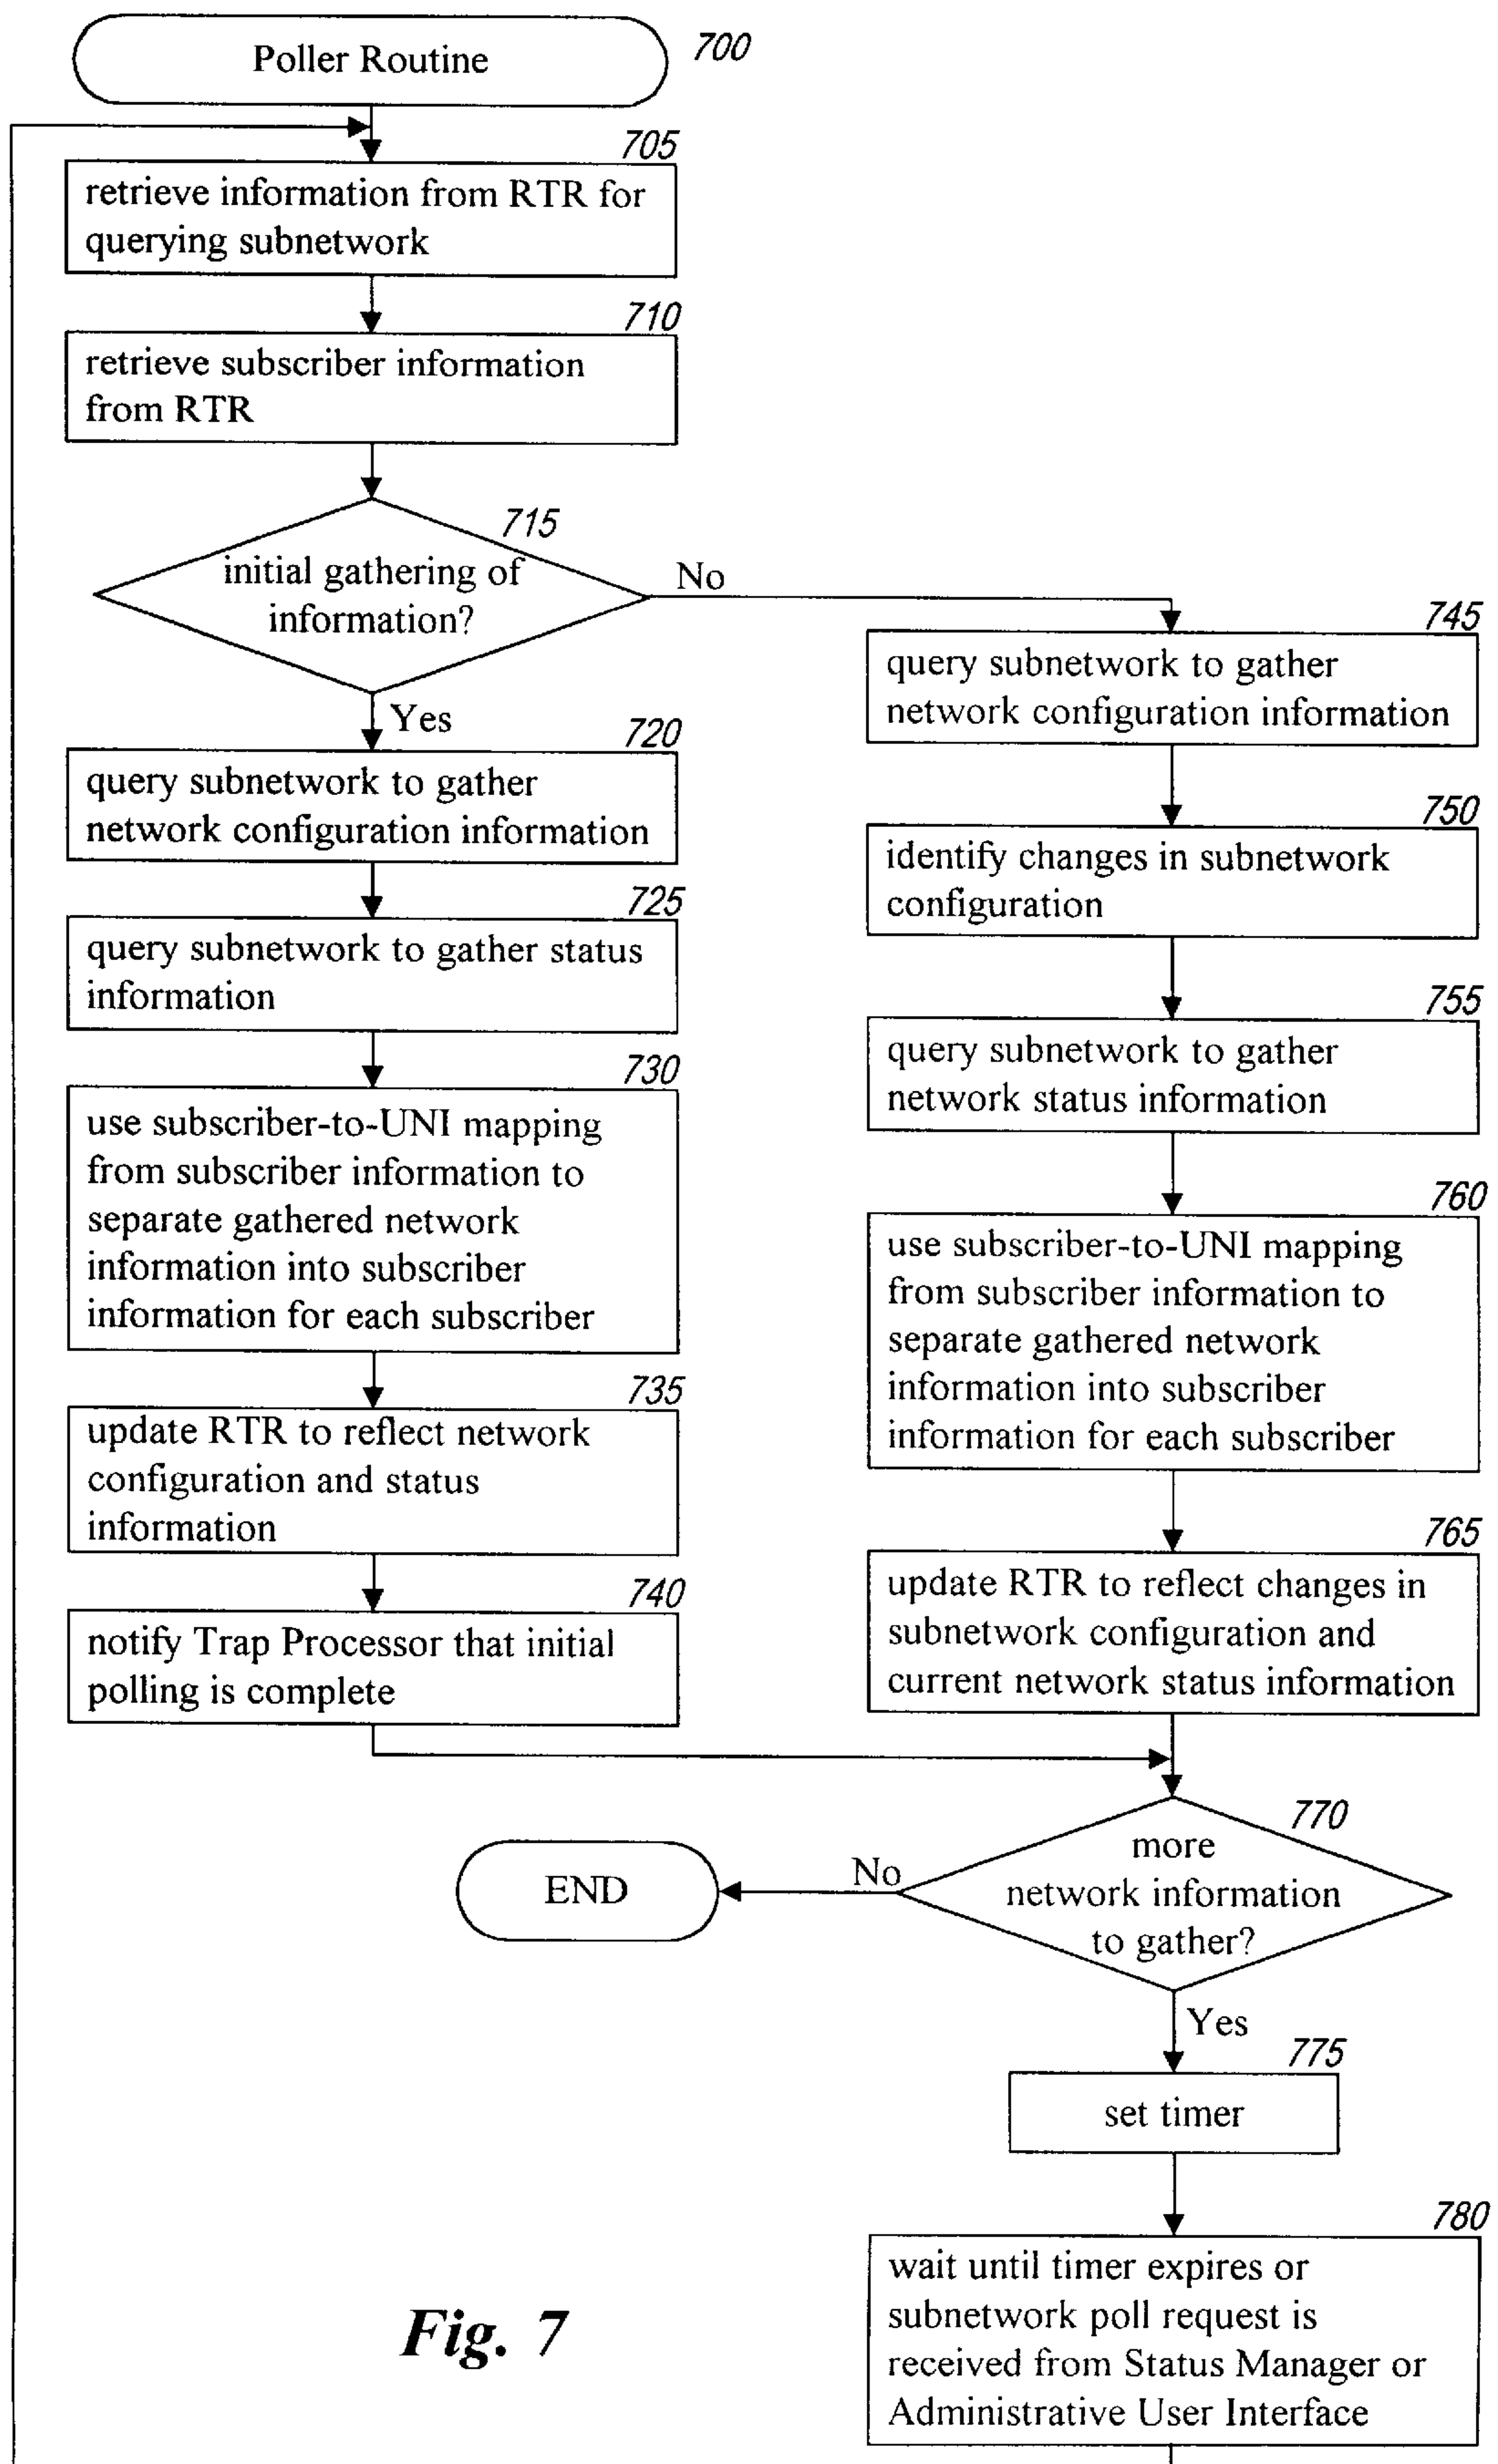 Poller Routine
700
705
retrieve information from RTR for
querying subnetwork
710
retrieve subscriber information
from RTR
715
initial gathering of
information?
No
Yes
720
query subnetwork to gather
network configuration information
725
query subnetwork to gather status
information
730
use subscriber-to-UNI mapping
from subscriber information to
separate gathered network
information into subscriber
information for each subscriber
735
update RTR to reflect network
configuration and status
information
740
notify Trap Processor that initial
polling is complete
745
query subnetwork to gather
network configuration information
750
identify changes in subnetwork
configuration
755
query subnetwork to gather
network status information
760
use subscriber-to-UNI mapping
from subscriber information to
separate gathered network
information into subscriber
information for each subscriber
765
update RTR to reflect changes in
subnetwork configuration and
current network status information
770
more
network information
to gather?
No
END
Yes
775
set timer
780
wait until timer expires or
subnetwork poll request is
received from Status Manager or
Administrative User Interface
Fig. 7